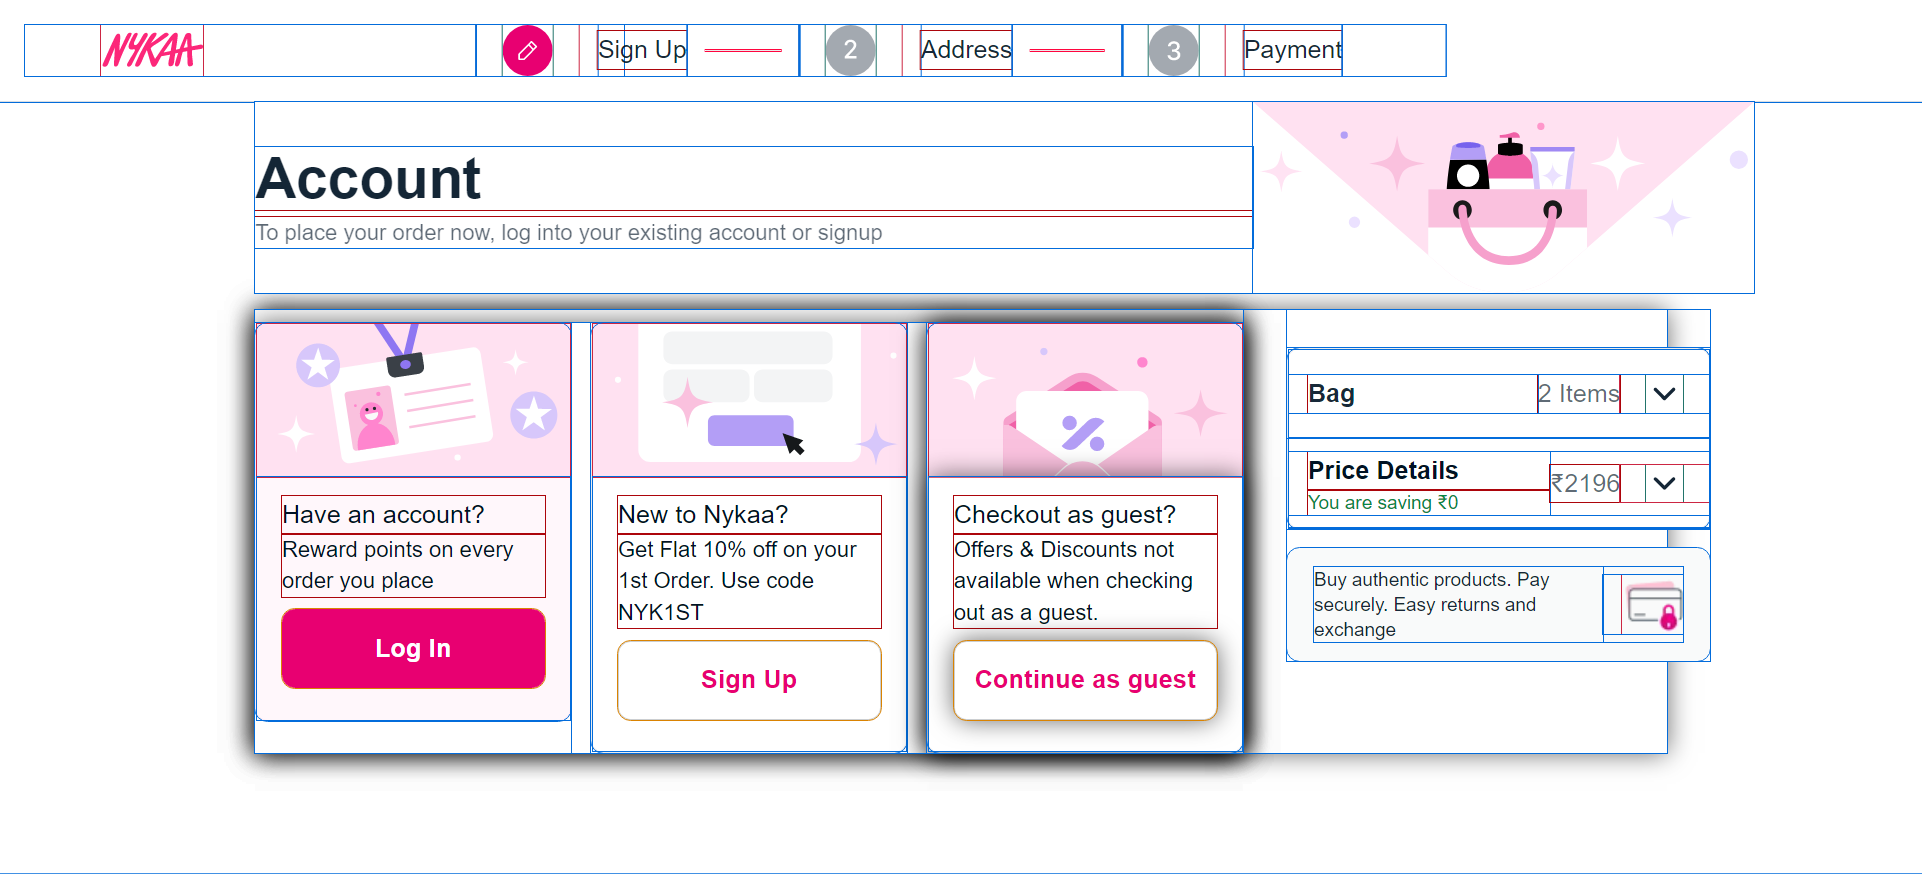 NYKAA
Sign Up
2
Address
3
Payment
Account
To place your order now, log into your existing account or signup
Have an account?
Reward points on every
order you place
Log In
New to Nykaa?
Get Flat 10% off on your
1st Order. Use code
NYK1ST
Sign Up
Checkout as guest?
Offers & Discounts not
available when checking
out as a guest.
Continue as guest
Bag
2 Items
Price Details
₹2196
You are saving ₹0
Buy authentic products. Pay
securely. Easy returns and
exchange